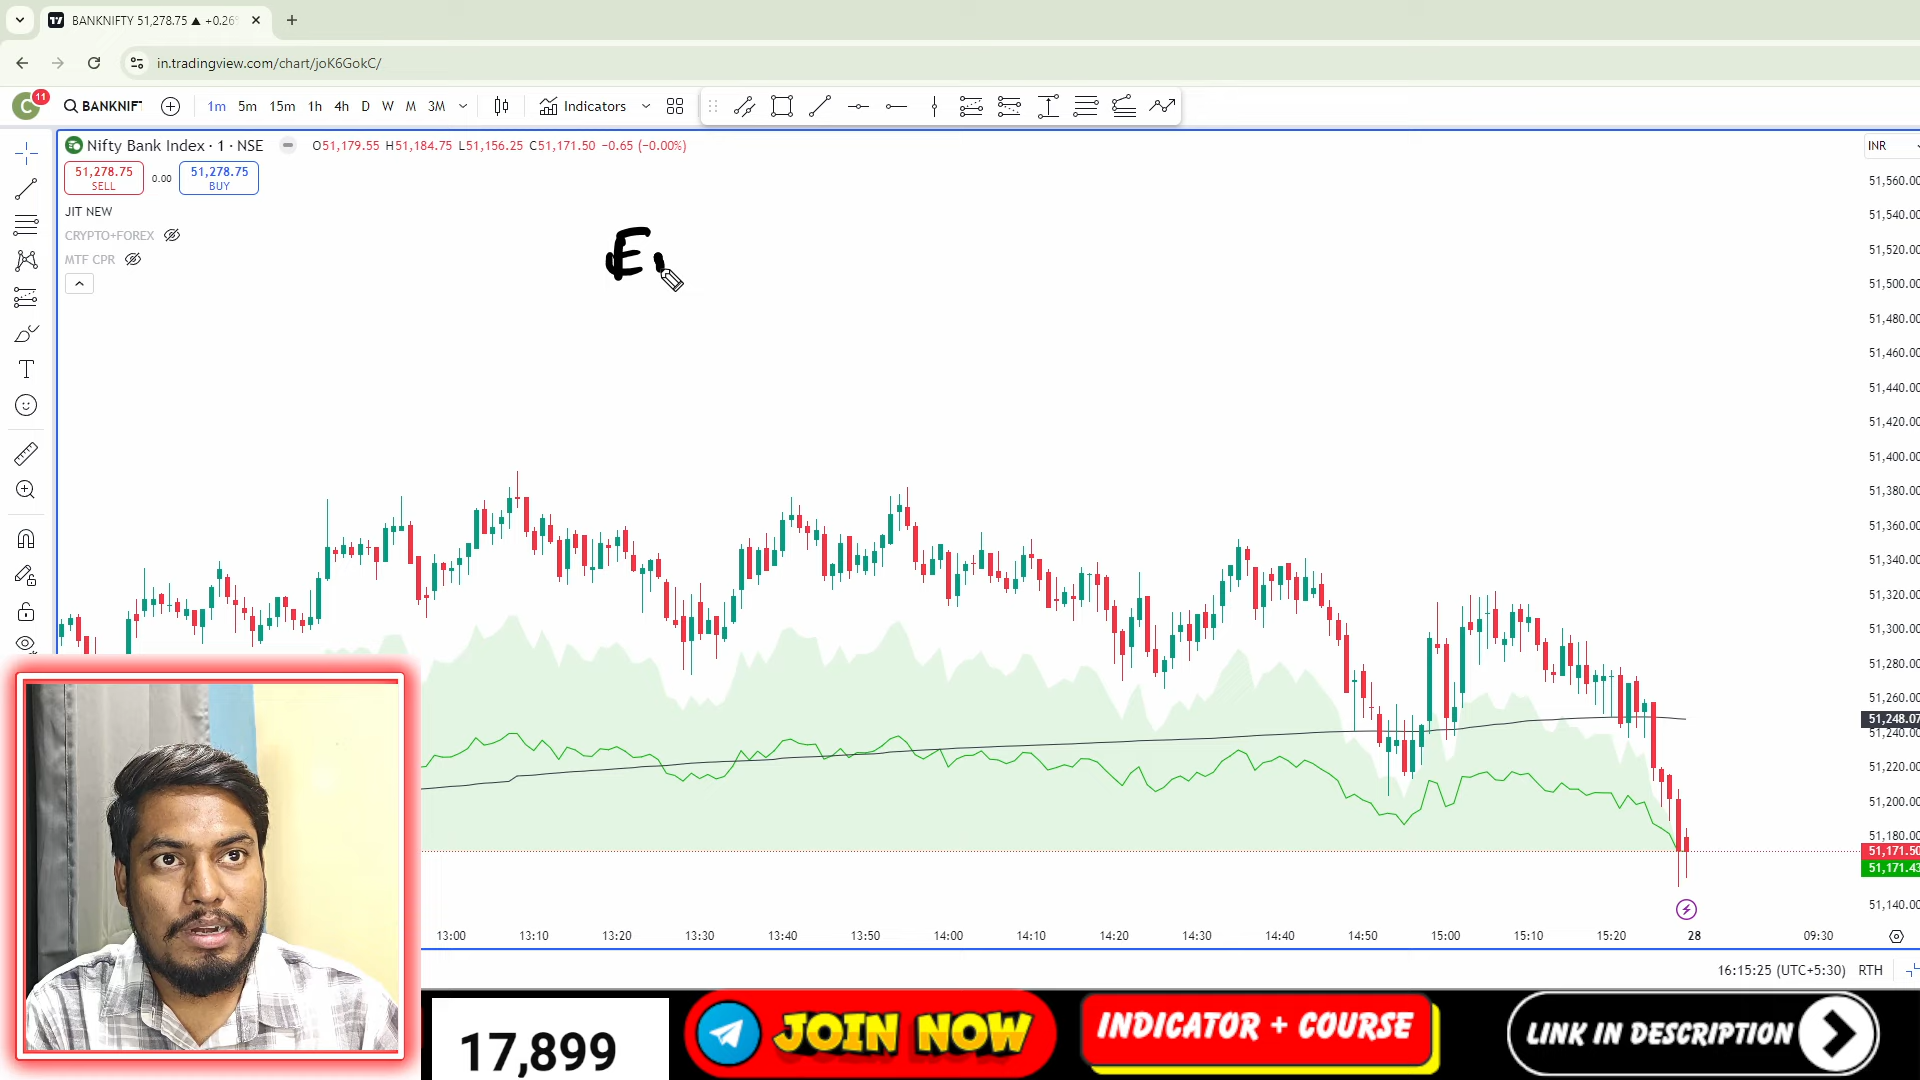 BANKNIFTY 51,278.75 ▲ +0.26%
in.tradingview.com/chart/joK6GokC/
C 11 BANKNIF 1m 5m 15m 1h 4h D W M 3M Indicators
Nifty Bank Index · 1 · NSE O51,179.55 H51,184.75 L51,156.25 C51,171.50 −0.65 (−0.00%) INR
51,278.75 SELL 0.00 51,278.75 BUY
JIT NEW
CRYPTO+FOREX
MTF CPR
E
51,560.00
51,540.00
51,520.00
51,500.00
51,480.00
51,460.00
51,440.00
51,420.00
51,400.00
51,380.00
51,360.00
51,340.00
51,320.00
51,300.00
51,280.00
51,260.00
51,248.07
51,240.00
51,220.00
51,200.00
51,180.00
51,171.50
51,171.43
51,140.00
13:00 13:10 13:20 13:30 13:40 13:50 14:00 14:10 14:20 14:30 14:40 14:50 15:00 15:10 15:20 28 09:30
16:15:25 (UTC+5:30) RTH
17,899
JOIN NOW
INDICATOR + COURSE
LINK IN DESCRIPTION